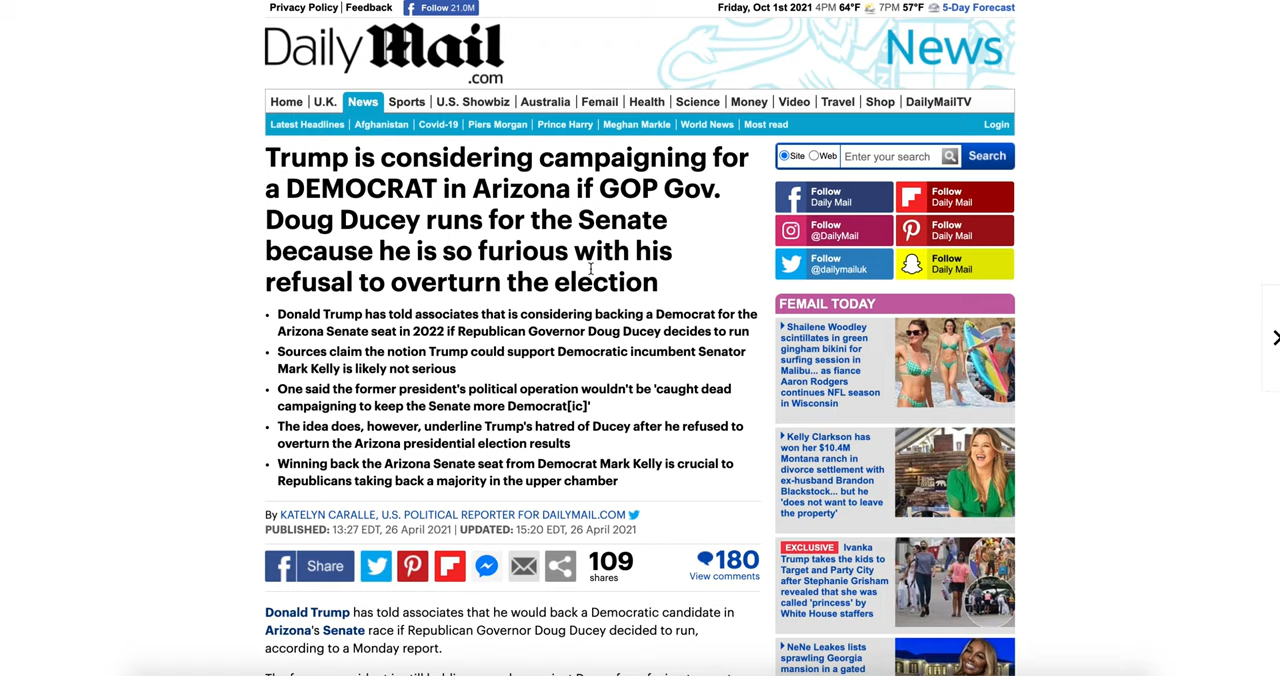 Privacy Policy | Feedback Follow 21.0M Friday, Oct 1st 2021 4PM 64°F 7PM 57°F 5-Day Forecast
Daily Mail
.com
News
Home | U.K. News Sports | U.S. Showbiz | Australia | Femail | Health | Science | Money | Video | Travel | Shop | DailyMailTV
Latest Headlines | Afghanistan | Covid-19 | Piers Morgan | Prince Harry | Meghan Markle | World News | Most read Login
Trump is considering campaigning for
a DEMOCRAT in Arizona if GOP Gov.
Doug Ducey runs for the Senate
because he is so furious with his
refusal to overturn the election
• Donald Trump has told associates that is considering backing a Democrat for the
Arizona Senate seat in 2022 if Republican Governor Doug Ducey decides to run
• Sources claim the notion Trump could support Democratic incumbent Senator
Mark Kelly is likely not serious
• One said the former president's political operation wouldn't be 'caught dead
campaigning to keep the Senate more Democrat[ic]'
• The idea does, however, underline Trump's hatred of Ducey after he refused to
overturn the Arizona presidential election results
• Winning back the Arizona Senate seat from Democrat Mark Kelly is crucial to
Republicans taking back a majority in the upper chamber
By KATELYN CARALLE, U.S. POLITICAL REPORTER FOR DAILYMAIL.COM
PUBLISHED: 13:27 EDT, 26 April 2021 | UPDATED: 15:20 EDT, 26 April 2021
Share
109
shares
180
View comments
Donald Trump has told associates that he would back a Democratic candidate in
Arizona's Senate race if Republican Governor Doug Ducey decided to run,
according to a Monday report.
Site Web Enter your search Search
Follow
Daily Mail
Follow
Daily Mail
Follow
@DailyMail
Follow
Daily Mail
Follow
@dailymailuk
Follow
Daily Mail
FEMAIL TODAY
Shailene Woodley
scintillates in green
gingham bikini for
surfing session in
Malibu... as fiance
Aaron Rodgers
continues NFL season
in Wisconsin
Kelly Clarkson has
won her $10.4M
Montana ranch in
divorce settlement with
ex-husband Brandon
Blackstock... but he
'does not want to leave
the property'
EXCLUSIVE Ivanka
Trump takes the kids to
Target and Party City
after Stephanie Grisham
revealed that she was
called 'princess' by
White House staffers
NeNe Leakes lists
sprawling Georgia
mansion in a gated